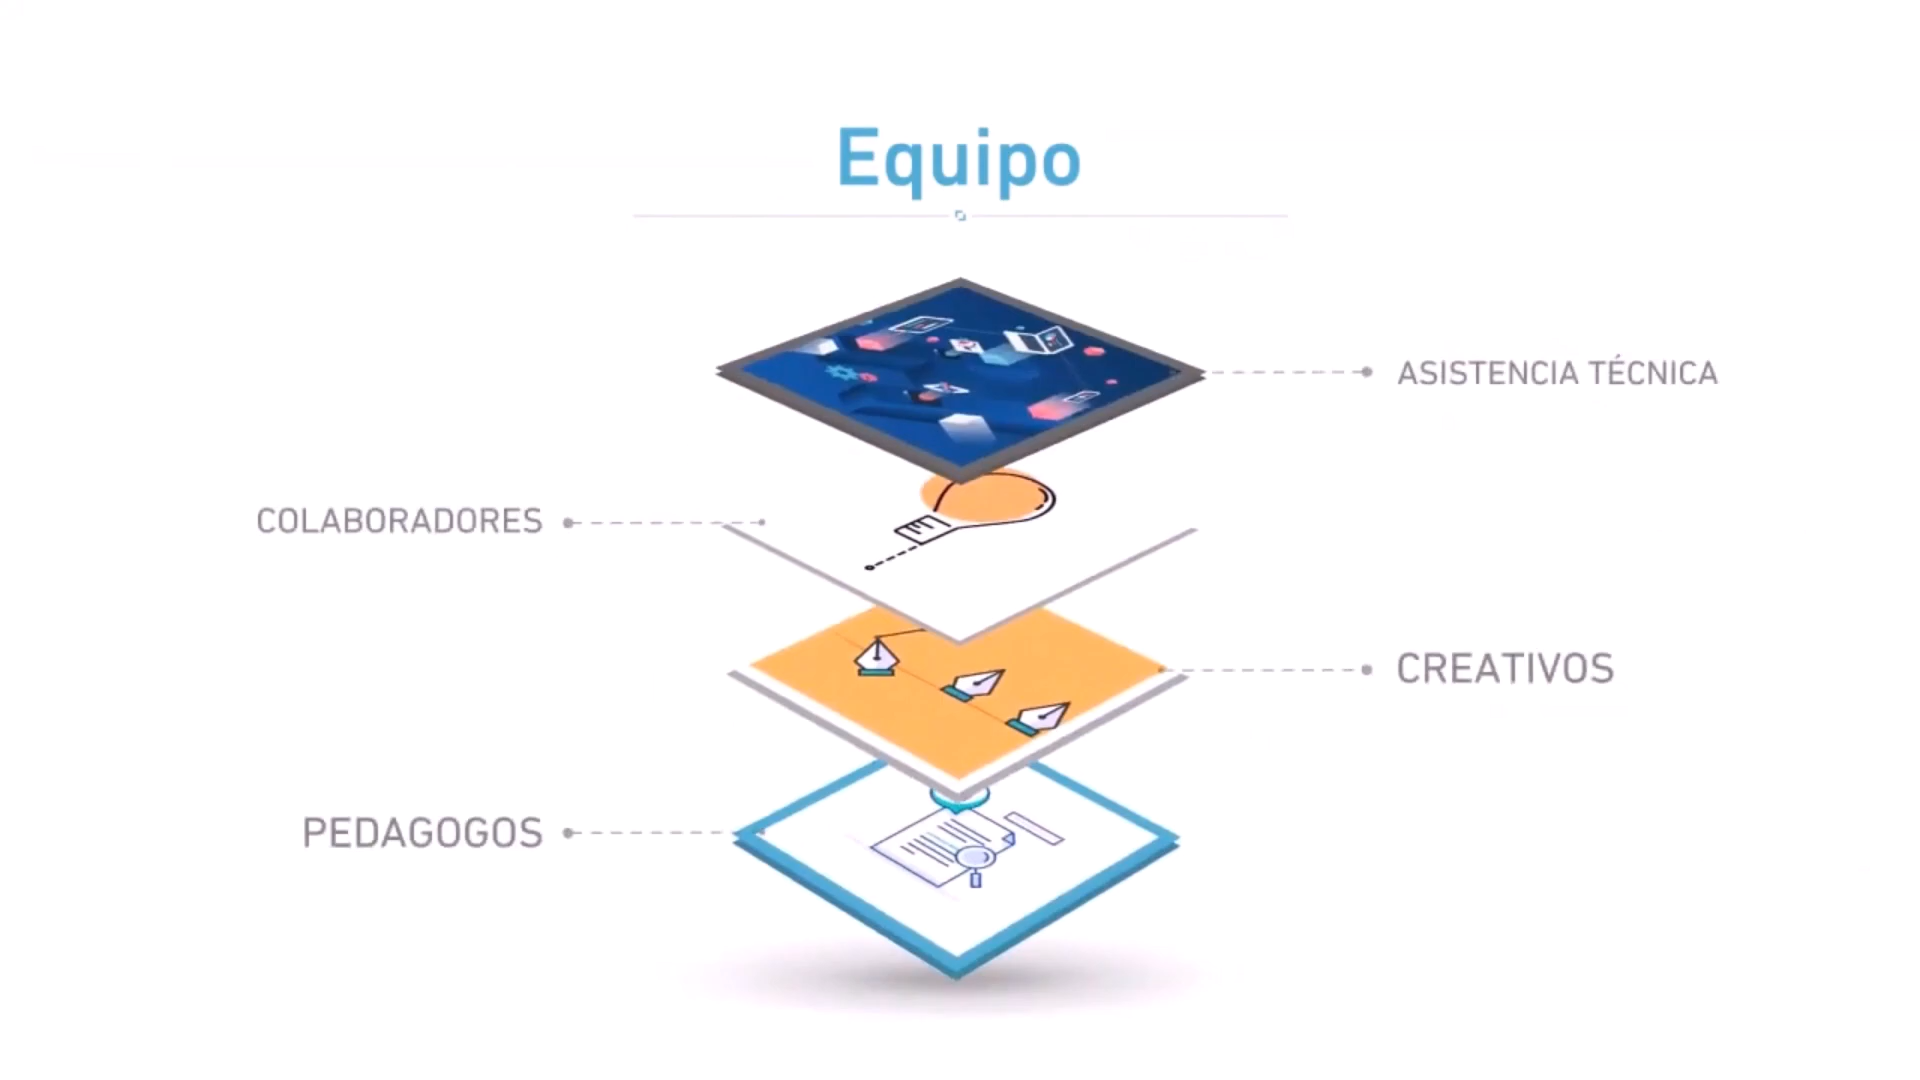 Equipo
ASISTENCIA TÉCNICA
COLABORADORES
CREATIVOS
PEDAGOGOS